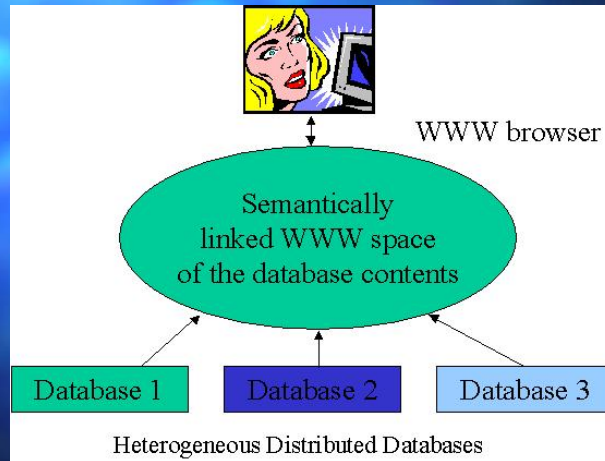 WWW browser
Semantically
linked WWW space
of the database contents
Database 1
Database 2
Database 3
Heterogeneous Distributed Databases